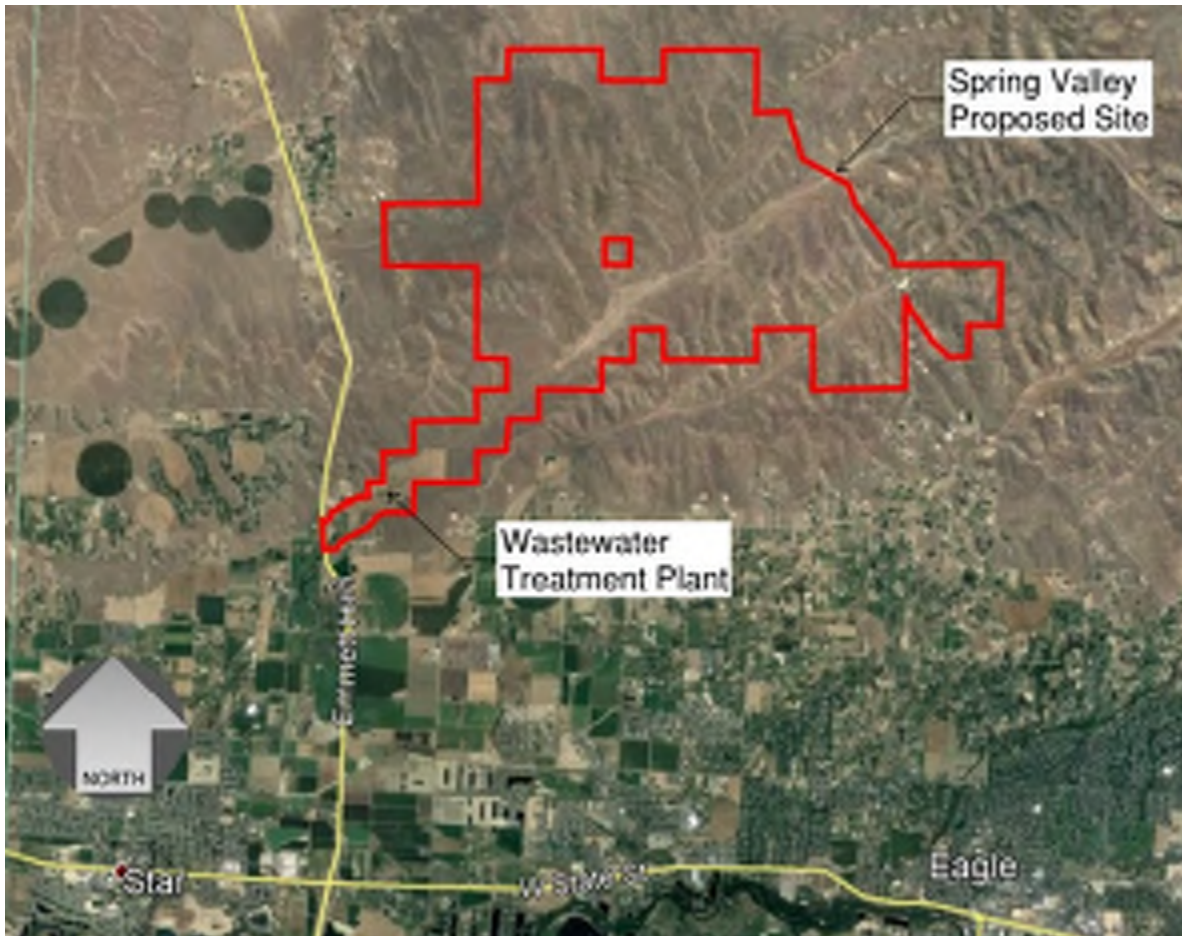 Spring Valley
Proposed Site
Wastewater
Treatment Plant
NORTH
Star
W State St
Eagle